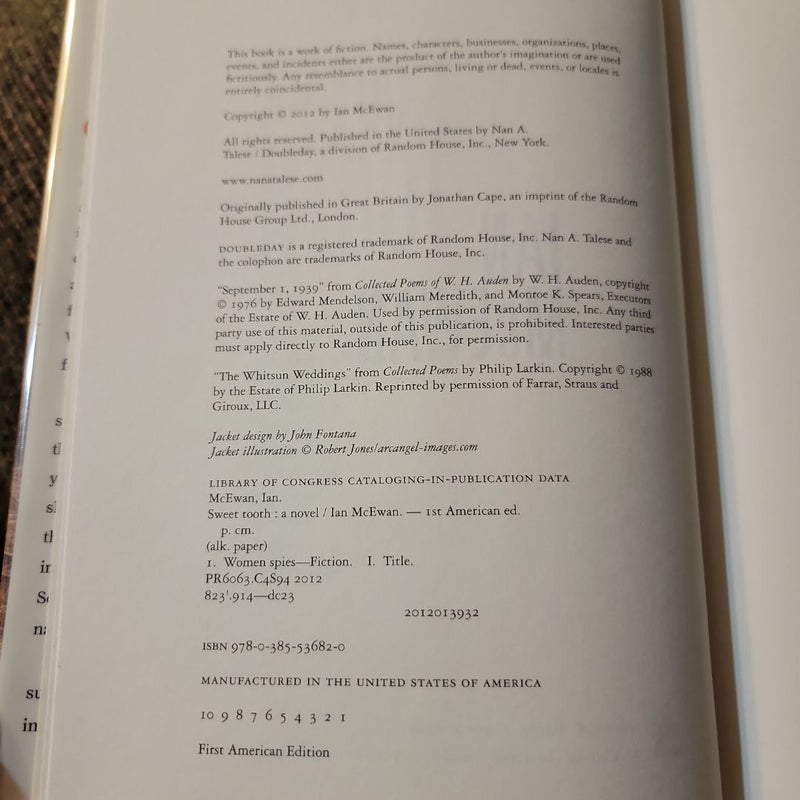 This book is a work of fiction. Names, characters, businesses, organizations, places,
events, and incidents either are the product of the author's imagination or are used
fictitiously. Any resemblance to actual persons, living or dead, events, or locales is
entirely coincidental.
Copyright © 2012 by Ian McEwan
All rights reserved. Published in the United States by Nan A.
Talese / Doubleday, a division of Random House, Inc., New York.
www.nanatalese.com
Originally published in Great Britain by Jonathan Cape, an imprint of the Random
House Group Ltd., London.
DOUBLEDAY is a registered trademark of Random House, Inc. Nan A. Talese and
the colophon are trademarks of Random House, Inc.
"September 1, 1939" from Collected Poems of W. H. Auden by W. H. Auden, copyright
© 1976 by Edward Mendelson, William Meredith, and Monroe K. Spears, Executors
of the Estate of W. H. Auden. Used by permission of Random House, Inc. Any third
party use of this material, outside of this publication, is prohibited. Interested parties
must apply directly to Random House, Inc., for permission.
"The Whitsun Weddings" from Collected Poems by Philip Larkin. Copyright © 1988
by the Estate of Philip Larkin. Reprinted by permission of Farrar, Straus and
Giroux, LLC.
Jacket design by John Fontana
Jacket illustration © Robert Jones/arcangel-images.com
LIBRARY OF CONGRESS CATALOGING-IN-PUBLICATION DATA
McEwan, Ian.
Sweet tooth : a novel / Ian McEwan. — 1st American ed.
p. cm.
(alk. paper)
1. Women spies—Fiction. I. Title.
PR6063.C4S94 2012
823'.914—dc23
2012013932
ISBN 978-0-385-53682-0
MANUFACTURED IN THE UNITED STATES OF AMERICA
10 9 8 7 6 5 4 3 2 1
First American Edition